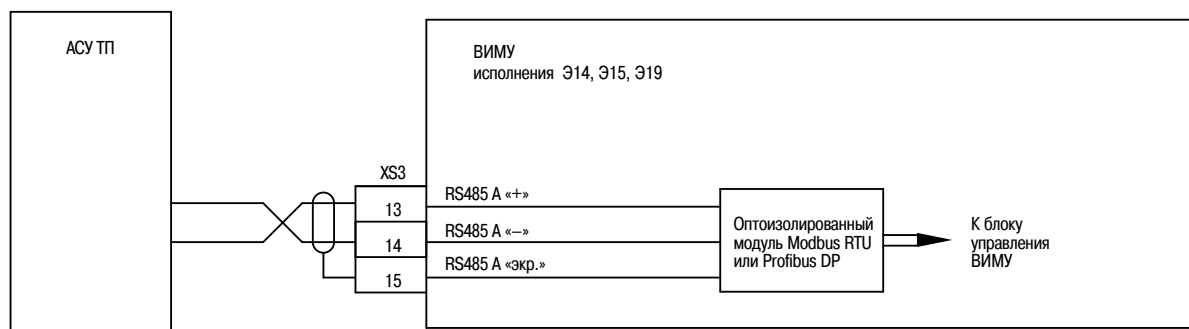 АСУ ТП
ВИМУ
исполнения Э14, Э15, Э19
XS3
13
RS485 А «+»
14
RS485 А «–»
15
RS485 А «экр.»
Оптоизолированный
модуль Modbus RTU
или Profibus DP
К блоку
управления
ВИМУ